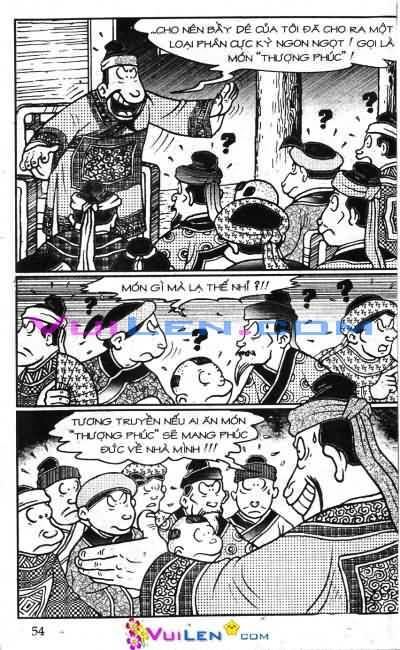 ...CHO NÊN BẦY DÊ CỦA TÔI ĐÃ CHO RA MỘT
LOẠI PHÂN CỰC KỲ NGON NGỌT! GỌI LÀ
MÓN "THƯỢNG PHÚC"!
?
?
?
?
MÓN GÌ MÀ LẠ THẾ NHỈ?!!
?
?
?
?
VuiLen.com
TƯƠNG TRUYỀN NẾU AI ĂN MÓN
"THƯỢNG PHÚC" SẼ MANG PHÚC
ĐỨC VỀ NHÀ MÌNH!!!
54
VuiLen.com